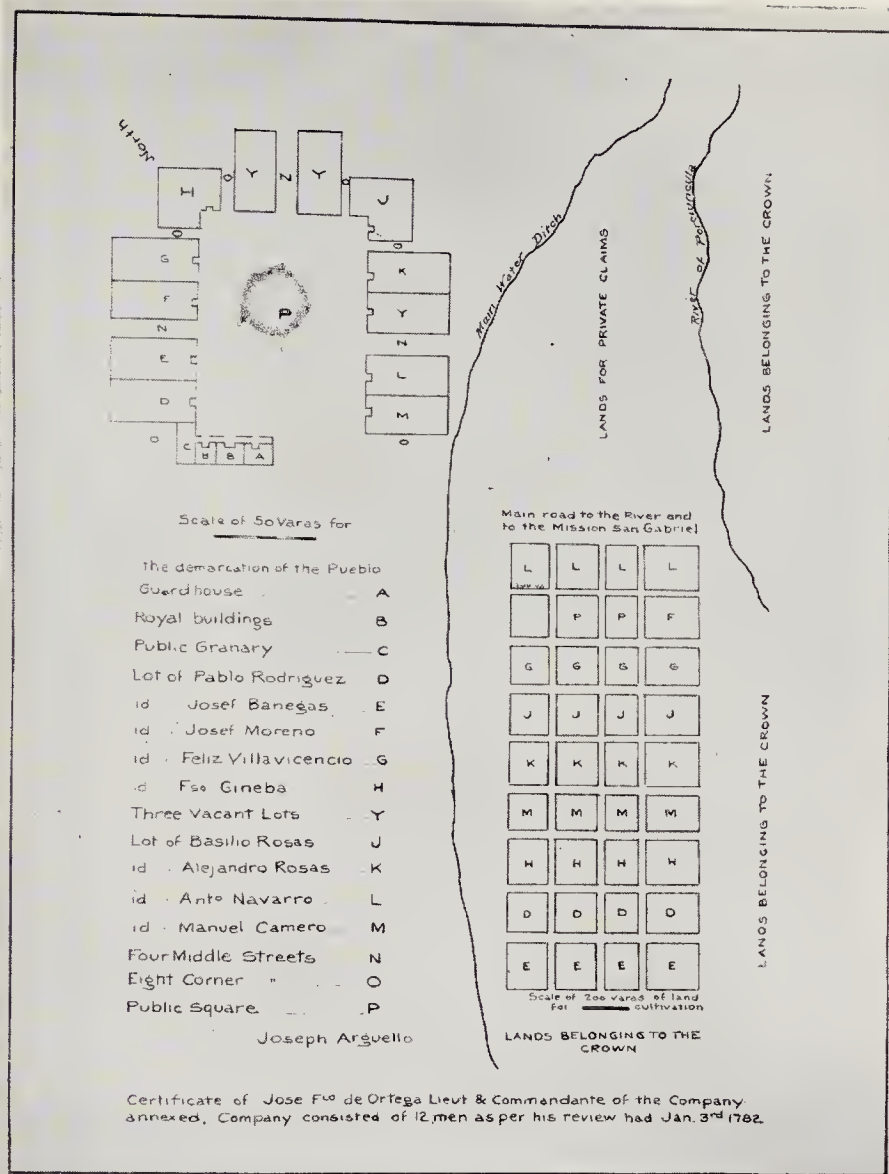 North
O
Y
N
Y
O
H
J
O
O
G
F
N
E
D
O
C
B
B
A
P
K
Y
N
L
M
O
Main Water Ditch
LANDS FOR PRIVATE CLAIMS
River of Porciuncula
LANDS BELONGING TO THE CROWN
Scale of 50 Varas for
the demarcation of the Pueblo
Guard house A
Royal buildings B
Public Granary C
Lot of Pablo Rodriguez D
id Josef Banegas E
id Josef Moreno F
id Feliz Villavicencio G
id Fso Gineba H
Three Vacant Lots Y
Lot of Basilio Rosas J
id Alejandro Rosas K
id Anto Navarro L
id Manuel Camero M
Four Middle Streets N
Eight Corner " O
Public Square P
Joseph Arguello
Main road to the River and
to the Mission San Gabriel
L L L L
P P F
G G G G
J J J J
K K K K
M M M M
H H H H
D D D D
E E E E
Scale of 200 varas of land
for cultivation
LANDS BELONGING TO THE
CROWN
LANDS BELONGING TO THE CROWN
Certificate of Jose Fco de Ortega Lieut & Commandante of the Company
annexed, Company consisted of 12 men as per his review had Jan. 3rd 1782